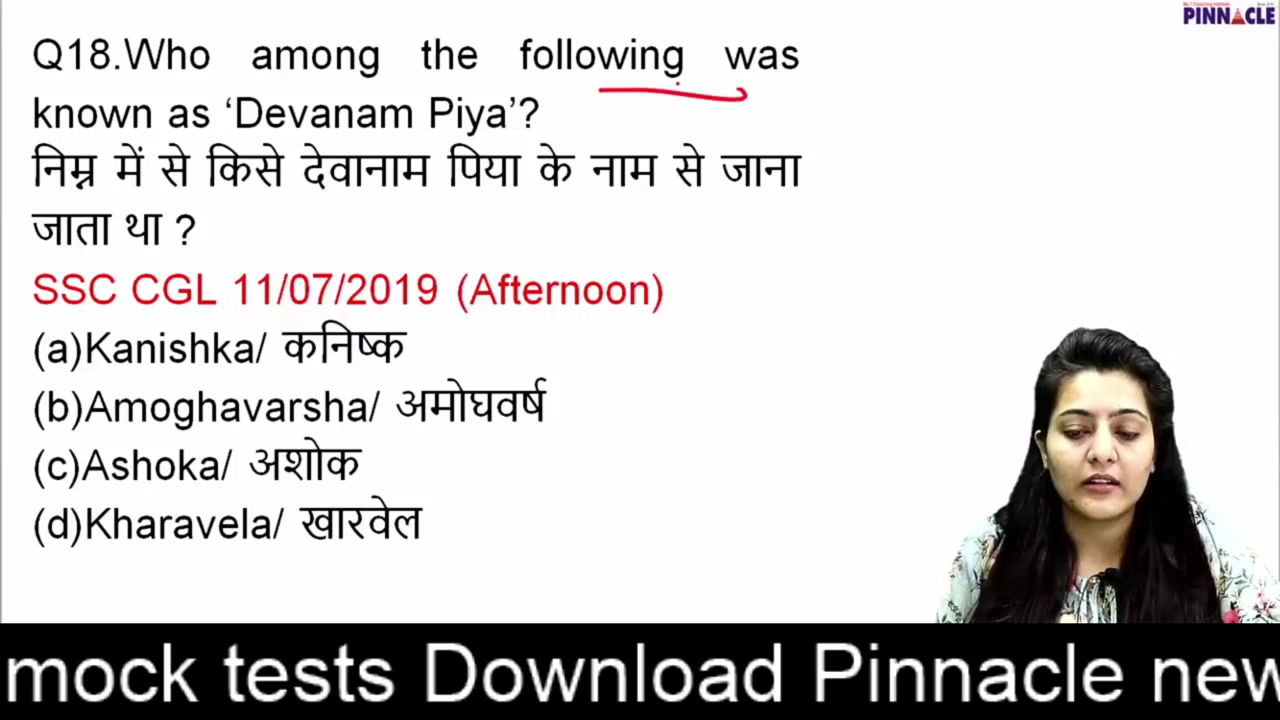 PINNACLE
Q18.Who among the following was
known as ‘Devanam Piya’?
निम्न में से किसे देवानाम पिया के नाम से जाना
जाता था ?
SSC CGL 11/07/2019 (Afternoon)
(a)Kanishka/ कनिष्क
(b)Amoghavarsha/ अमोघवर्ष
(c)Ashoka/ अशोक
(d)Kharavela/ खारवेल
mock tests Download Pinnacle new